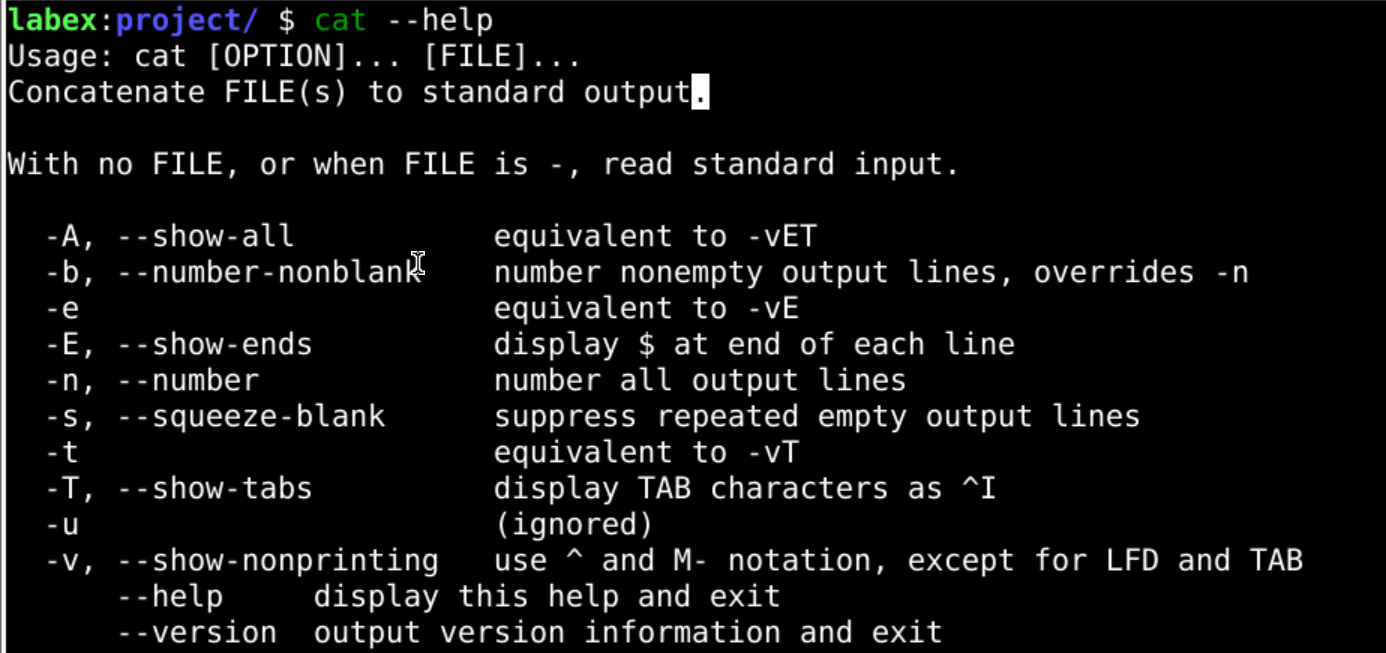 labex:project/ $ cat --help
Usage: cat [OPTION]... [FILE]...
Concatenate FILE(s) to standard output.

With no FILE, or when FILE is -, read standard input.

  -A, --show-all           equivalent to -vET
  -b, --number-nonblank    number nonempty output lines, overrides -n
  -e                       equivalent to -vE
  -E, --show-ends          display $ at end of each line
  -n, --number             number all output lines
  -s, --squeeze-blank      suppress repeated empty output lines
  -t                       equivalent to -vT
  -T, --show-tabs          display TAB characters as ^I
  -u                       (ignored)
  -v, --show-nonprinting   use ^ and M- notation, except for LFD and TAB
      --help     display this help and exit
      --version  output version information and exit